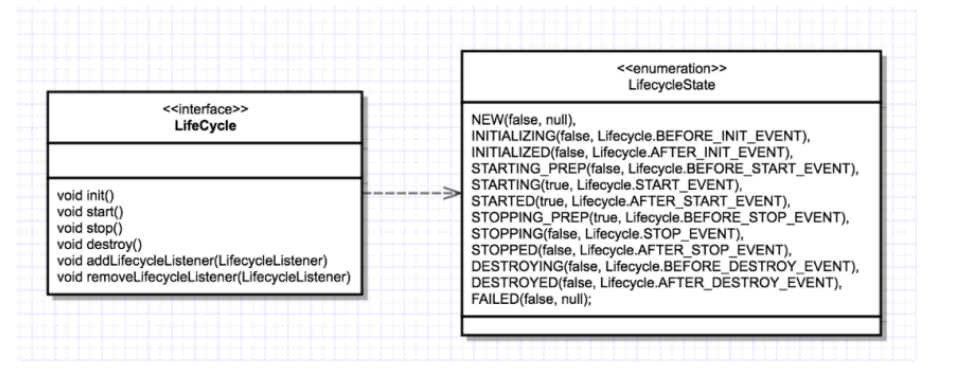 <<interface>>
LifeCycle
void init()
void start()
void stop()
void destroy()
void addLifecycleListener(LifecycleListener)
void removeLifecycleListener(LifecycleListener)
<<enumeration>>
LifecycleState
NEW(false, null),
INITIALIZING(false, Lifecycle.BEFORE_INIT_EVENT),
INITIALIZED(false, Lifecycle.AFTER_INIT_EVENT),
STARTING_PREP(false, Lifecycle.BEFORE_START_EVENT),
STARTING(true, Lifecycle.START_EVENT),
STARTED(true, Lifecycle.AFTER_START_EVENT),
STOPPING_PREP(true, Lifecycle.BEFORE_STOP_EVENT),
STOPPING(false, Lifecycle.STOP_EVENT),
STOPPED(false, Lifecycle.AFTER_STOP_EVENT),
DESTROYING(false, Lifecycle.BEFORE_DESTROY_EVENT),
DESTROYED(false, Lifecycle.AFTER_DESTROY_EVENT),
FAILED(false, null);